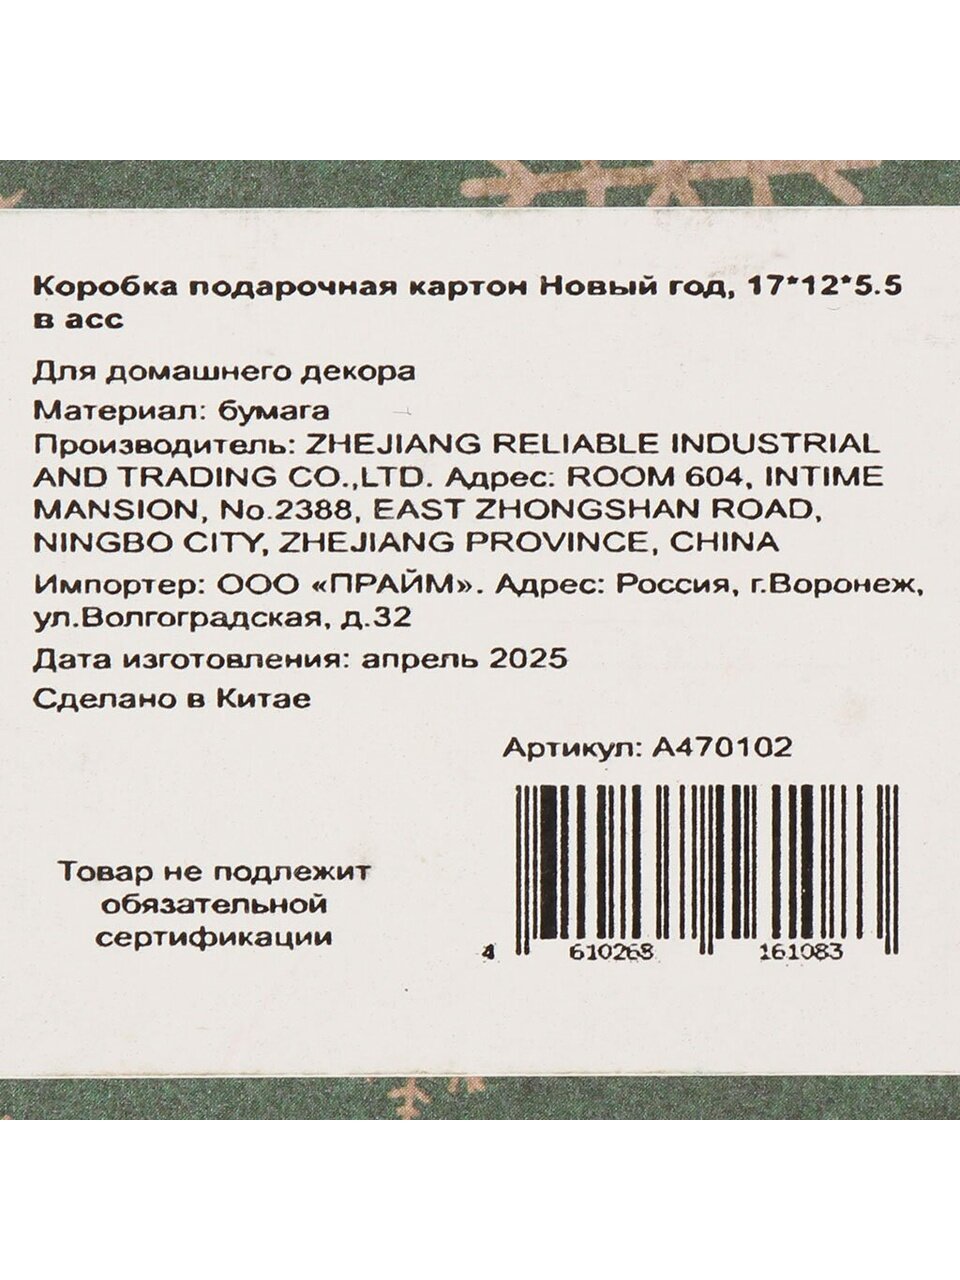 Коробка подарочная картон Новый год, 17*12*5.5
в асс
Для домашнего декора
Материал: бумага
Производитель: ZHEJIANG RELIABLE INDUSTRIAL
AND TRADING CO.,LTD. Адрес: ROOM 604, INTIME
MANSION, No.2388, EAST ZHONGSHAN ROAD,
NINGBO CITY, ZHEJIANG PROVINCE, CHINA
Импортер: ООО «ПРАЙМ». Адрес: Россия, г.Воронеж,
ул.Волгоградская, д.32
Дата изготовления: апрель 2025
Сделано в Китае
Артикул: A470102
Товар не подлежит
обязательной
сертификации
4 610268 161083